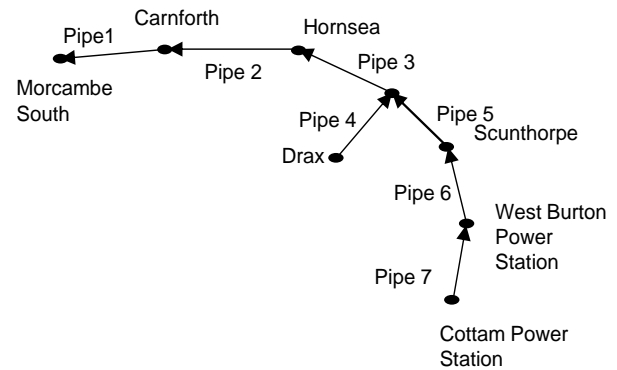 Carnforth
Hornsea
Pipe1
Pipe 2
Pipe 3
Morcambe
South
Pipe 4
Pipe 5
Scunthorpe
Drax
Pipe 6
West Burton
Power
Station
Pipe 7
Cottam Power
Station